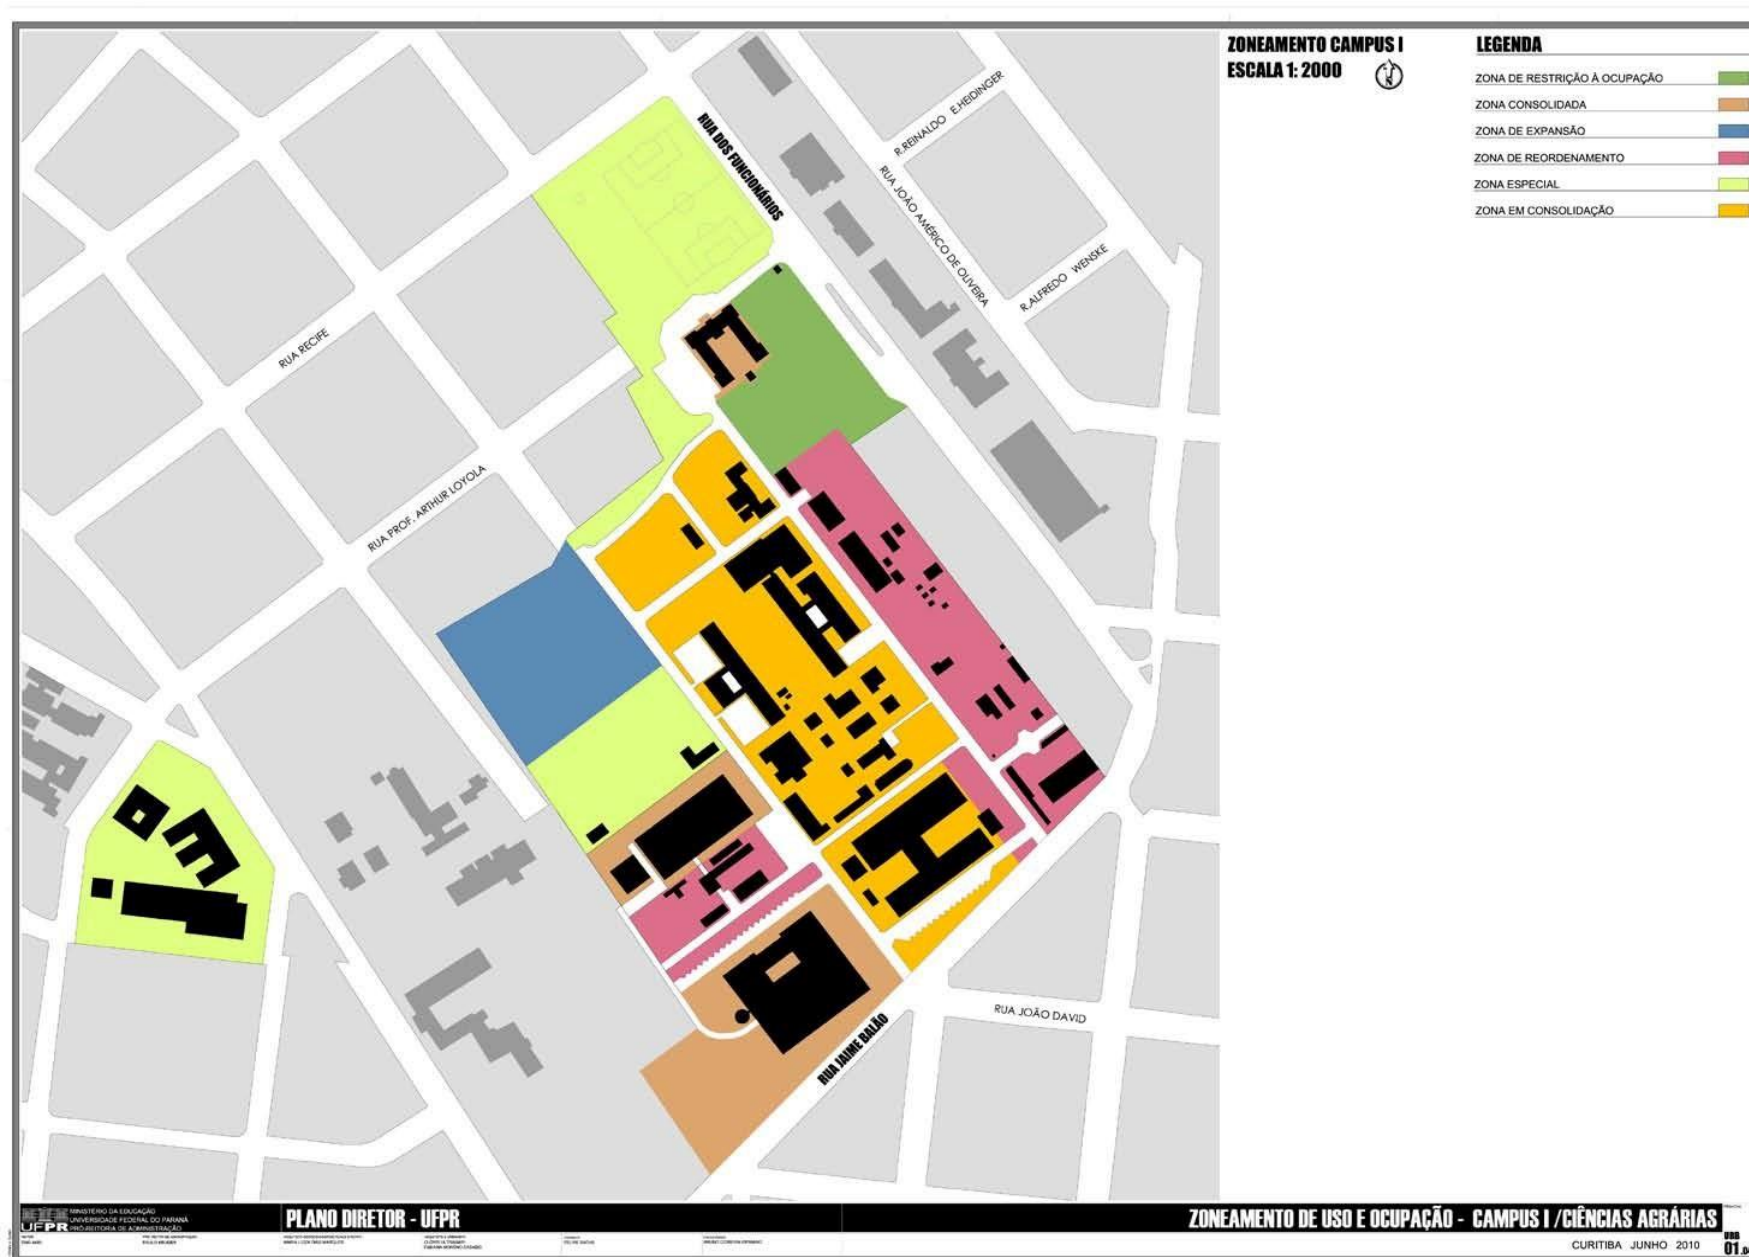 ZONEAMENTO CAMPUS I
ESCALA 1: 2000
LEGENDA
ZONA DE RESTRIÇÃO À OCUPAÇÃO
ZONA CONSOLIDADA
ZONA DE EXPANSÃO
ZONA DE REORDENAMENTO
ZONA ESPECIAL
ZONA EM CONSOLIDAÇÃO
RUA DOS FUNCIONÁRIOS
R.REINALDO E.HEIDINGER
RUA JOÃO AMÉRICO DE OLIVEIRA
R.ALFREDO WENSKE
RUA RECIFE
RUA PROF. ARTHUR LOYOLA
RUA JOÃO DAVID
RUA JAIME BALÃO
UFPR
MINISTÉRIO DA EDUCAÇÃO
UNIVERSIDADE FEDERAL DO PARANÁ
PRÓ-REITORIA DE ADMINISTRAÇÃO
PLANO DIRETOR - UFPR
ZONEAMENTO DE USO E OCUPAÇÃO - CAMPUS I /CIÊNCIAS AGRÁRIAS
CURITIBA JUNHO 2010
URB
01